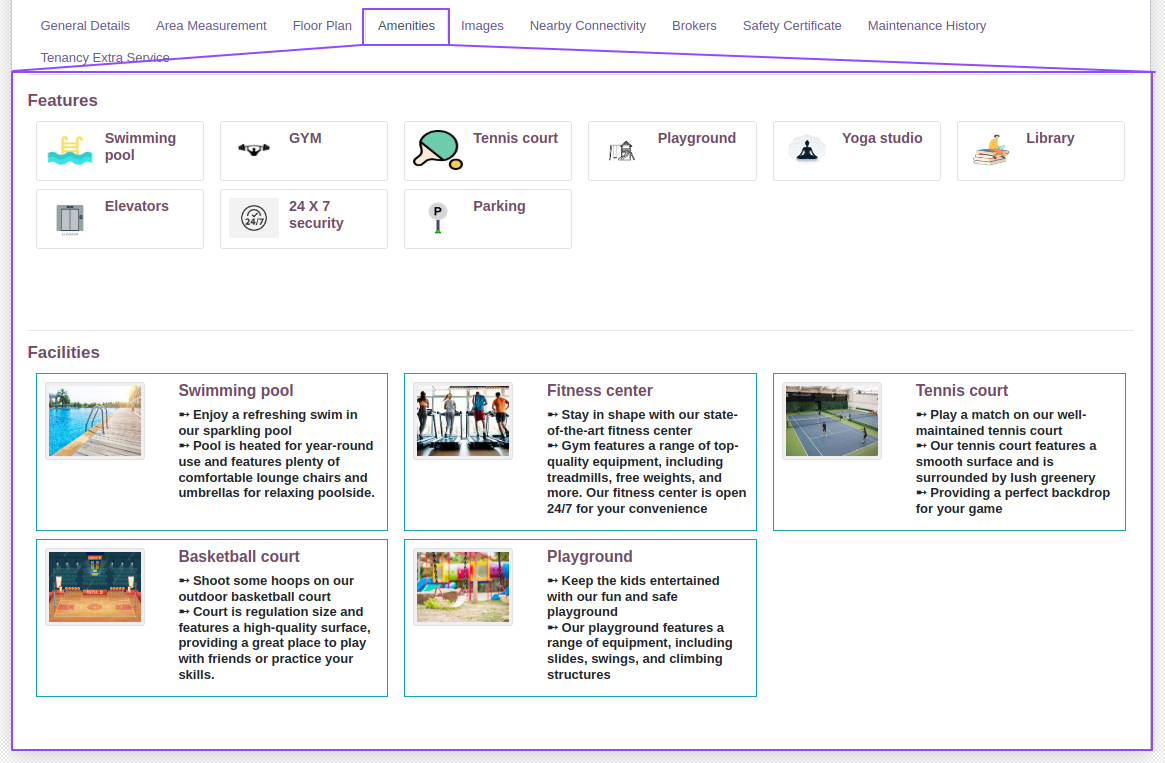 General Details Area Measurement Floor Plan Amenities Images Nearby Connectivity Brokers Safety Certificate Maintenance History
Tenancy Extra Service
Features
Swimming pool
GYM
Tennis court
Playground
Yoga studio
Library
Elevators
24/7
24 X 7 security
P
Parking
Facilities
Swimming pool
➸ Enjoy a refreshing swim in
our sparkling pool
➸ Pool is heated for year-round
use and features plenty of
comfortable lounge chairs and
umbrellas for relaxing poolside.
Fitness center
➸ Stay in shape with our state-
of-the-art fitness center
➸ Gym features a range of top-
quality equipment, including
treadmills, free weights, and
more. Our fitness center is open
24/7 for your convenience
Tennis court
➸ Play a match on our well-
maintained tennis court
➸ Our tennis court features a
smooth surface and is
surrounded by lush greenery
➸ Providing a perfect backdrop
for your game
Basketball court
➸ Shoot some hoops on our
outdoor basketball court
➸ Court is regulation size and
features a high-quality surface,
providing a great place to play
with friends or practice your
skills.
Playground
➸ Keep the kids entertained
with our fun and safe
playground
➸ Our playground features a
range of equipment, including
slides, swings, and climbing
structures